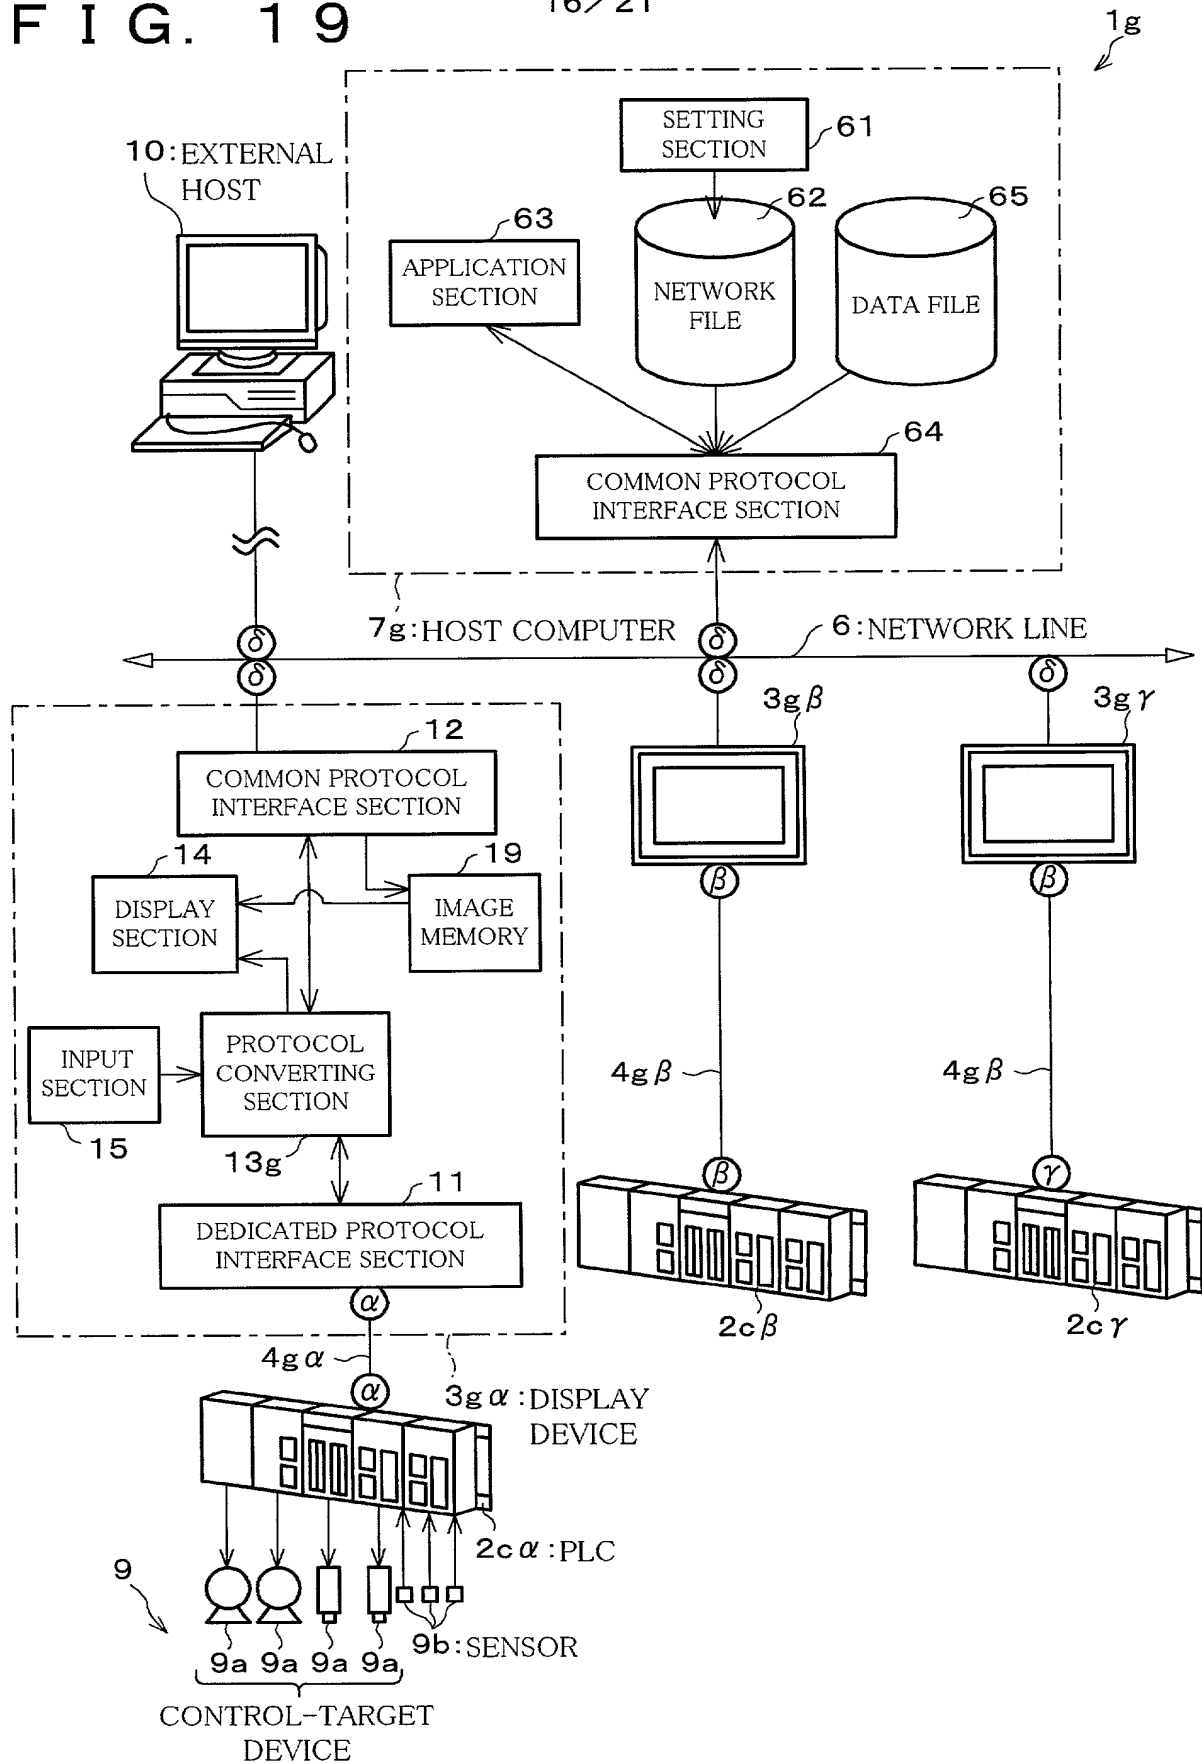 FIG. 19
16/21
1g
SETTING
SECTION
61
10:EXTERNAL
HOST
62
65
63
APPLICATION
SECTION
NETWORK
FILE
DATA FILE
64
COMMON PROTOCOL
INTERFACE SECTION
7g:HOST COMPUTER
6:NETWORK LINE
δ
δ
δ
δ
δ
3gβ
3gγ
12
COMMON PROTOCOL
INTERFACE SECTION
14
19
DISPLAY
SECTION
IMAGE
MEMORY
β
β
INPUT
SECTION
15
PROTOCOL
CONVERTING
SECTION
13g
4gβ
4gβ
11
DEDICATED PROTOCOL
INTERFACE SECTION
β
γ
α
2cβ
2cγ
4gα
α
3gα:DISPLAY
DEVICE
2cα:PLC
9
9b:SENSOR
9a 9a 9a 9a
CONTROL-TARGET
DEVICE